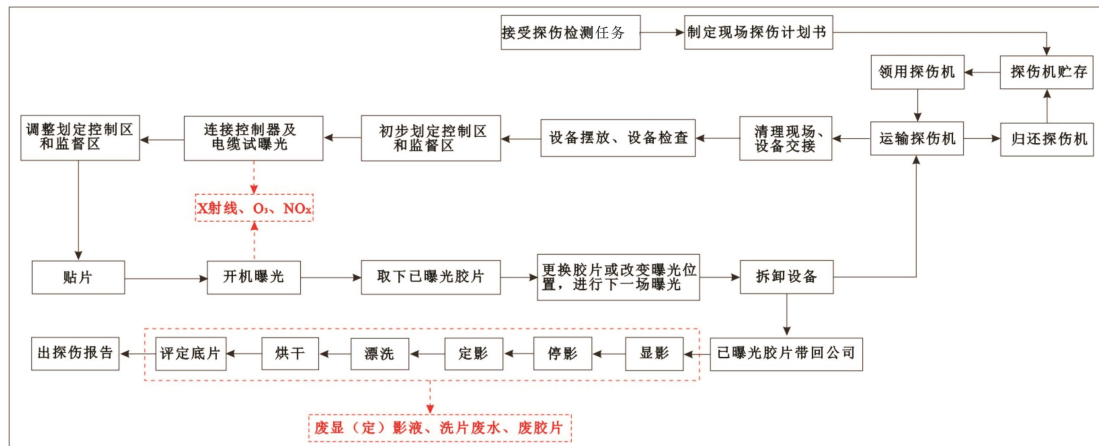 接受探伤检测任务
制定现场探伤计划书
领用探伤机
探伤机贮存
调整划定控制区
和监督区
连接控制器及
电缆试曝光
初步划定控制区
和监督区
设备摆放、设备检查
清理现场、
设备交接
运输探伤机
归还探伤机
X射线、O₃、NOx
贴片
开机曝光
取下已曝光胶片
更换胶片或改变曝光位
置，进行下一场曝光
拆卸设备
出探伤报告
评定底片
烘干
漂洗
定影
停影
显影
已曝光胶片带回公司
废显（定）影液、洗片废水、废胶片